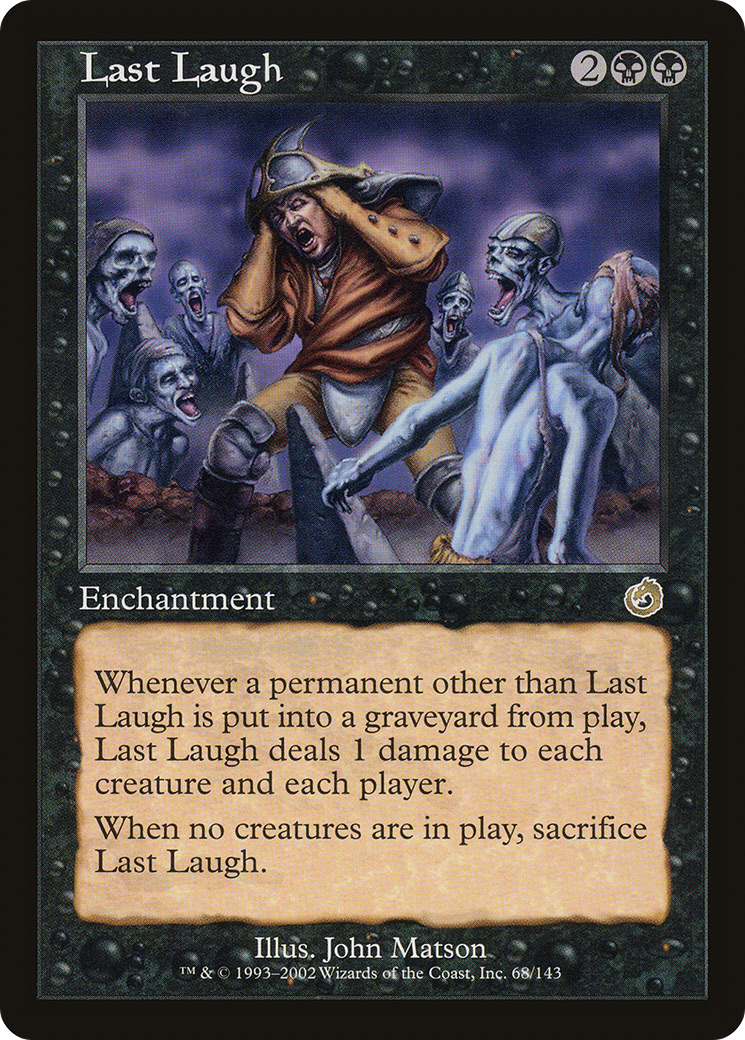 Last Laugh 2
Enchantment
Whenever a permanent other than Last
Laugh is put into a graveyard from play,
Last Laugh deals 1 damage to each
creature and each player.
When no creatures are in play, sacrifice
Last Laugh.
Illus. John Matson
™ & © 1993–2002 Wizards of the Coast, Inc. 68/143